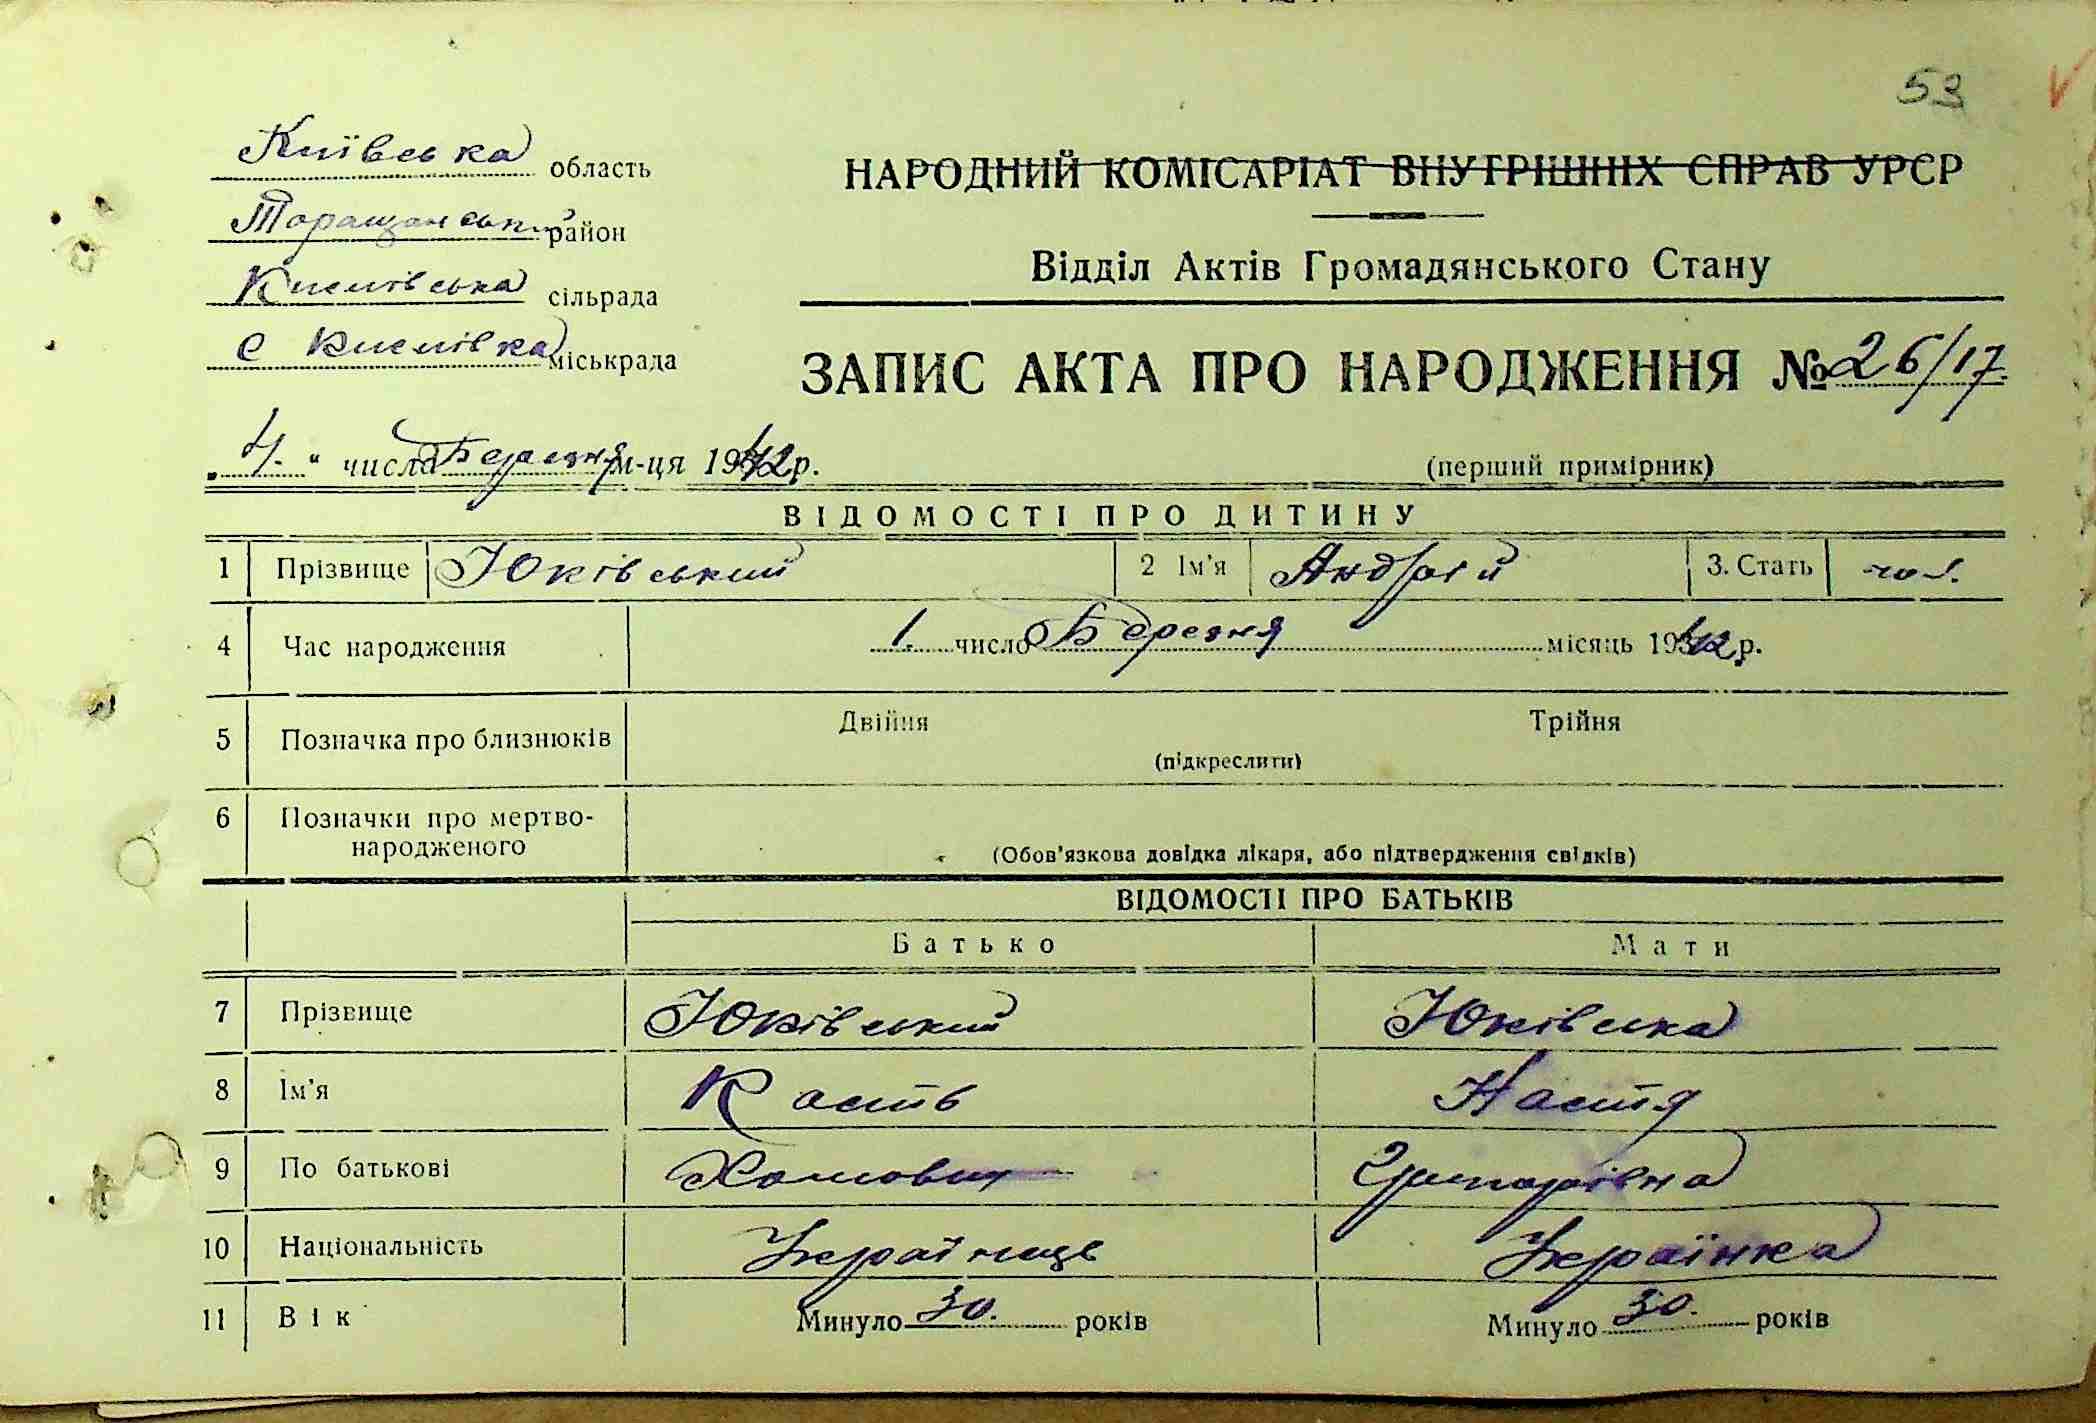 53
Київська область
Таращанський район
Кислівська сільрада
с Кислівка міськрада
НАРОДНИЙ КОМІСАРІАТ ВНУТРІШНІХ СПРАВ УРСР
Відділ Актів Громадянського Стану
ЗАПИС АКТА ПРО НАРОДЖЕННЯ № 26/17
„ 4. “ числа Березня м-ця 1942 р.
(перший примірник)
ВІДОМОСТІ ПРО ДИТИНУ
1 Прізвище Юківський 2 Ім'я Андрій 3. Стать чол.
4 Час народження 1. число Березня місяць 1942 р.
5 Позначка про близнюків Двійня Трійня
(підкреслити)
6 Позначки про мертво-
народженого
(Обов'язкова довідка лікаря, або підтвердження свідків)
ВІДОМОСТІ ПРО БАТЬКІВ
Батько Мати
7 Прізвище Юківський Юківська
8 Ім'я Касть Настя
9 По батькові Хомович Григорівна
10 Національність Українець Українка
11 Вік Минуло 30. років Минуло 30. років